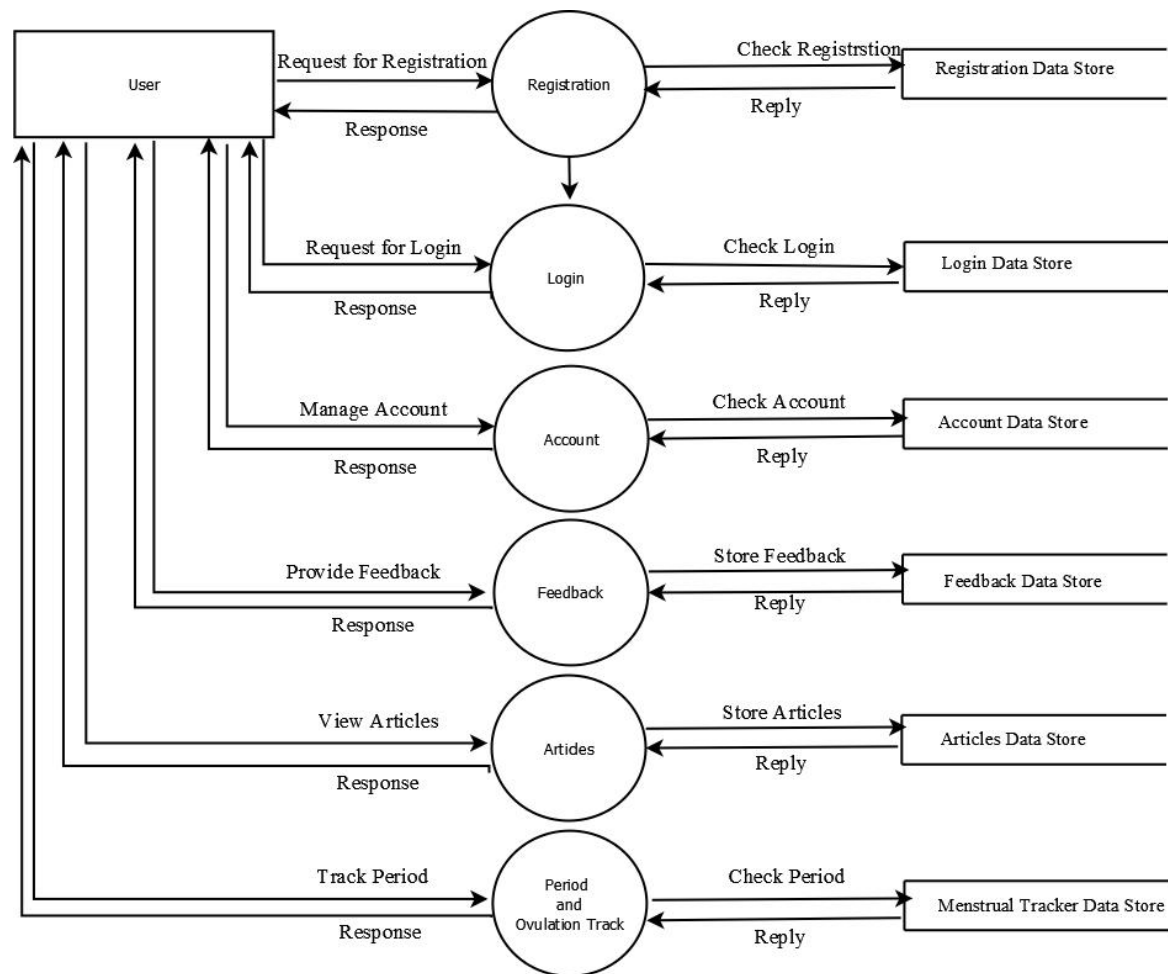 User
Request for Registration
Response
Registration
Check Registrstion
Reply
Registration Data Store
Request for Login
Response
Login
Check Login
Reply
Login Data Store
Manage Account
Response
Account
Check Account
Reply
Account Data Store
Provide Feedback
Response
Feedback
Store Feedback
Reply
Feedback Data Store
View Articles
Response
Articles
Store Articles
Reply
Articles Data Store
Track Period
Response
Period
and
Ovulation Track
Check Period
Reply
Menstrual Tracker Data Store